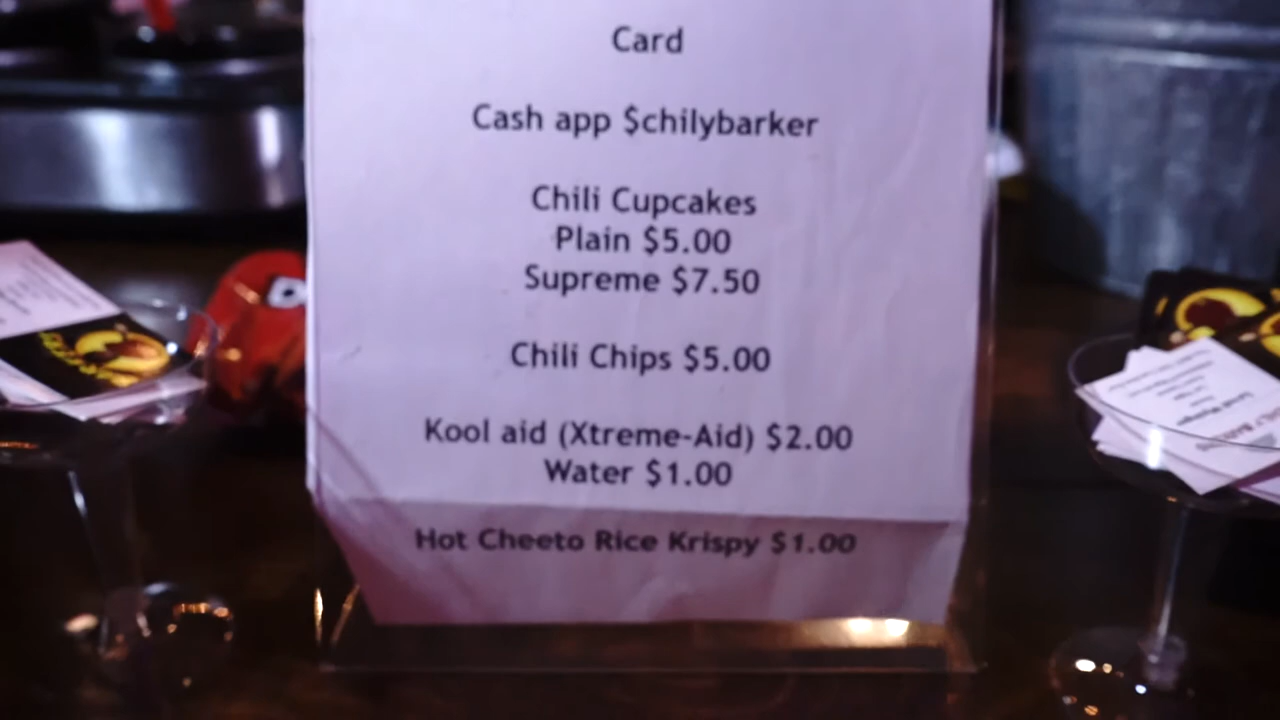 Card
Cash app $chilybarker
Chili Cupcakes
Plain $5.00
Supreme $7.50
Chili Chips $5.00
Kool aid (Xtreme-Aid) $2.00
Water $1.00
Hot Cheeto Rice Krispy $1.00